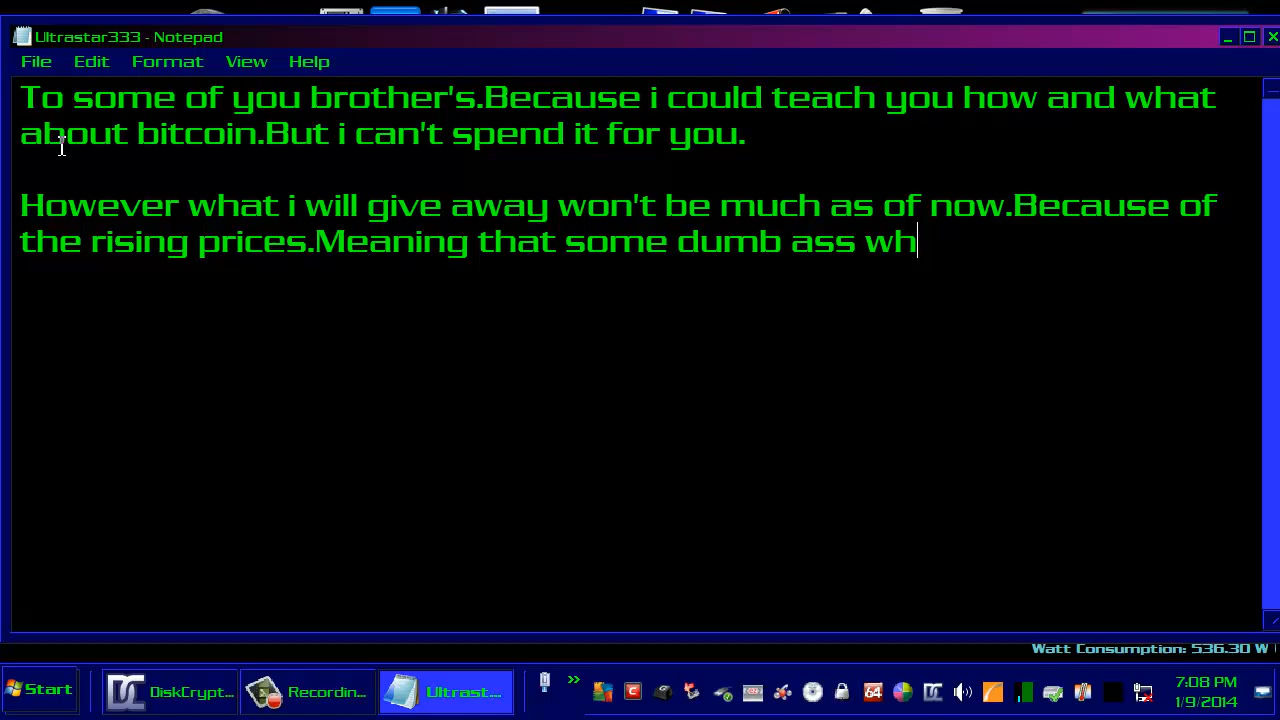 Ultrastar333 - Notepad
File Edit Format View Help
To some of you brother's.Because i could teach you how and what
about bitcoin.But i can't spend it for you.
However what i will give away won't be much as of now.Because of
the rising prices.Meaning that some dumb ass wh
Watt Consumption: 536.30 W
Start DiskCrypt... Recordin... Ultrast.... 64 7:08 PM
1/9/2014